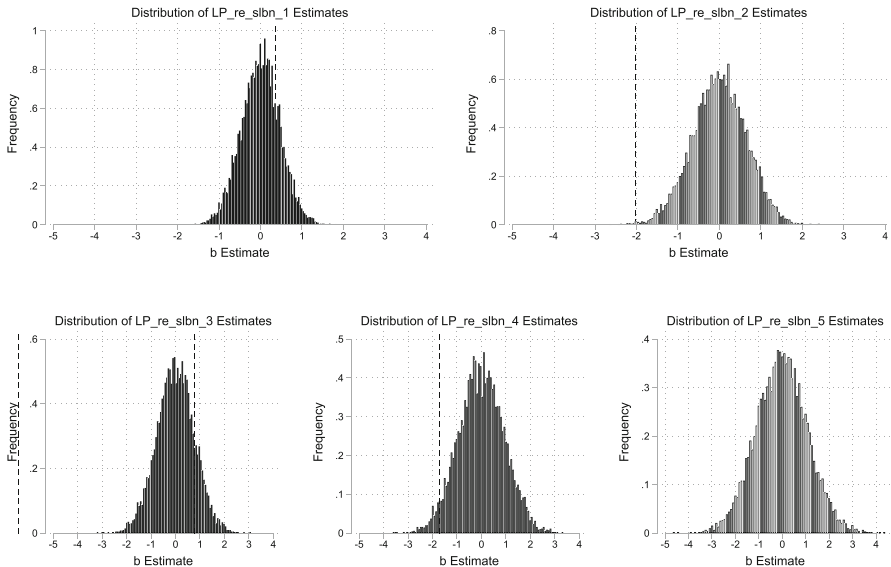 Distribution of LP_re_slbn_1 Estimates
Frequency
1
.8
.6
.4
.2
0
-5 -4 -3 -2 -1 0 1 2 3 4
b Estimate
Distribution of LP_re_slbn_2 Estimates
Frequency
.8
.6
.4
.2
0
-5 -4 -3 -2 -1 0 1 2 3 4
b Estimate
Distribution of LP_re_slbn_3 Estimates
Frequency
.6
.4
.2
0
-5 -4 -3 -2 -1 0 1 2 3 4
b Estimate
Distribution of LP_re_slbn_4 Estimates
Frequency
.5
.4
.3
.2
.1
0
-5 -4 -3 -2 -1 0 1 2 3 4
b Estimate
Distribution of LP_re_slbn_5 Estimates
Frequency
.4
.3
.2
.1
0
-5 -4 -3 -2 -1 0 1 2 3 4
b Estimate